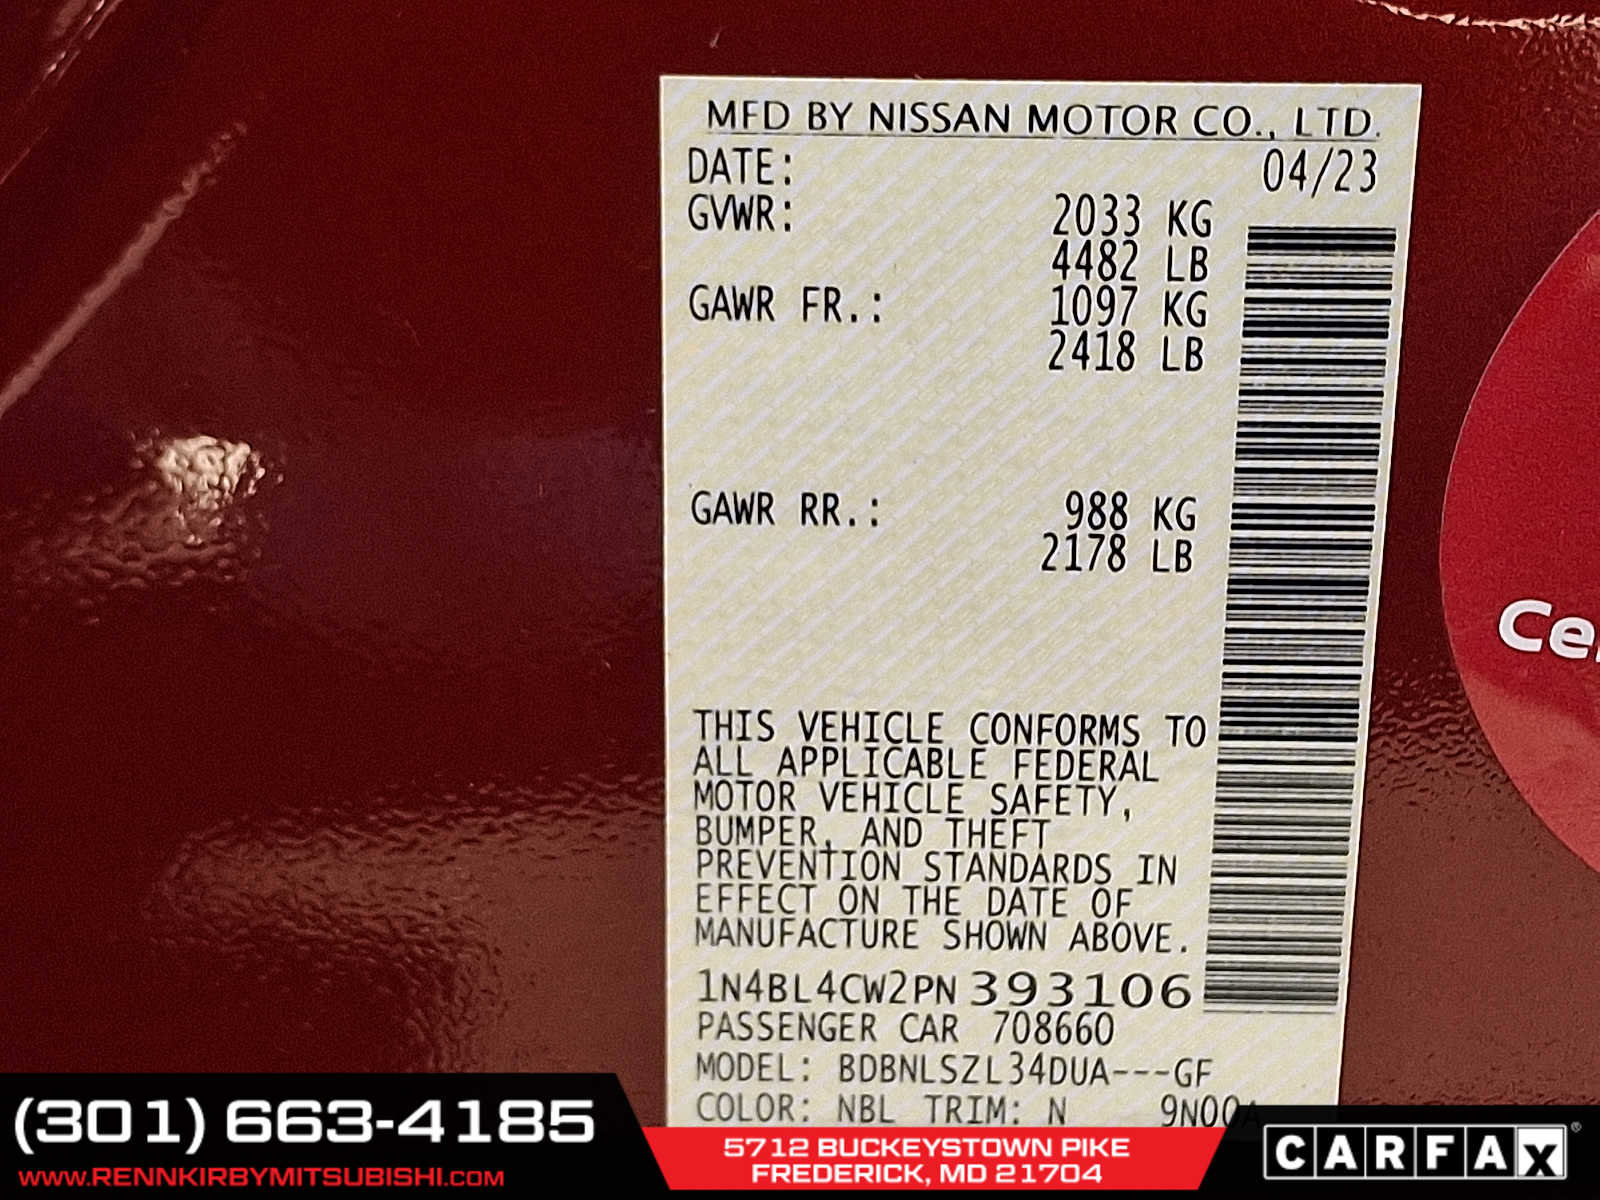 MFD BY NISSAN MOTOR CO., LTD.
DATE: 04/23
GVWR: 2033 KG
4482 LB
GAWR FR.: 1097 KG
2418 LB
GAWR RR.: 988 KG
2178 LB
THIS VEHICLE CONFORMS TO
ALL APPLICABLE FEDERAL
MOTOR VEHICLE SAFETY,
BUMPER, AND THEFT
PREVENTION STANDARDS IN
EFFECT ON THE DATE OF
MANUFACTURE SHOWN ABOVE.
1N4BL4CW2PN393106
PASSENGER CAR 708660
MODEL: BDBNLSZL34DUA---GF
COLOR: NBL TRIM: N 9N00A
(301) 663-4185
WWW.RENNKIRBYMITSUBISHI.COM
5712 BUCKEYSTOWN PIKE
FREDERICK, MD 21704
CARFAX®